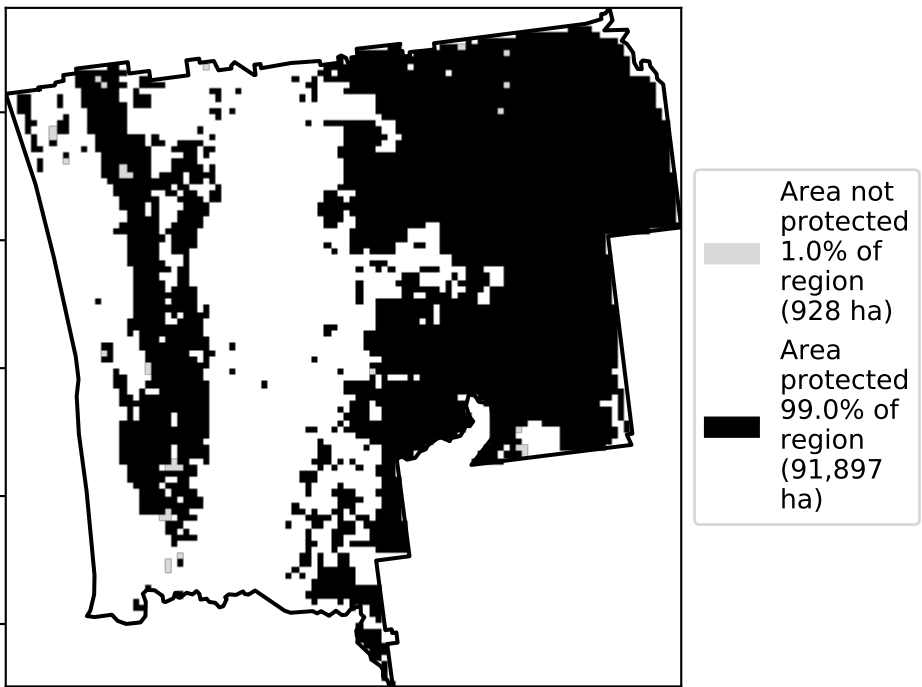 Area not
protected
1.0% of
region
(928 ha)
Area
protected
99.0% of
region
(91,897
ha)